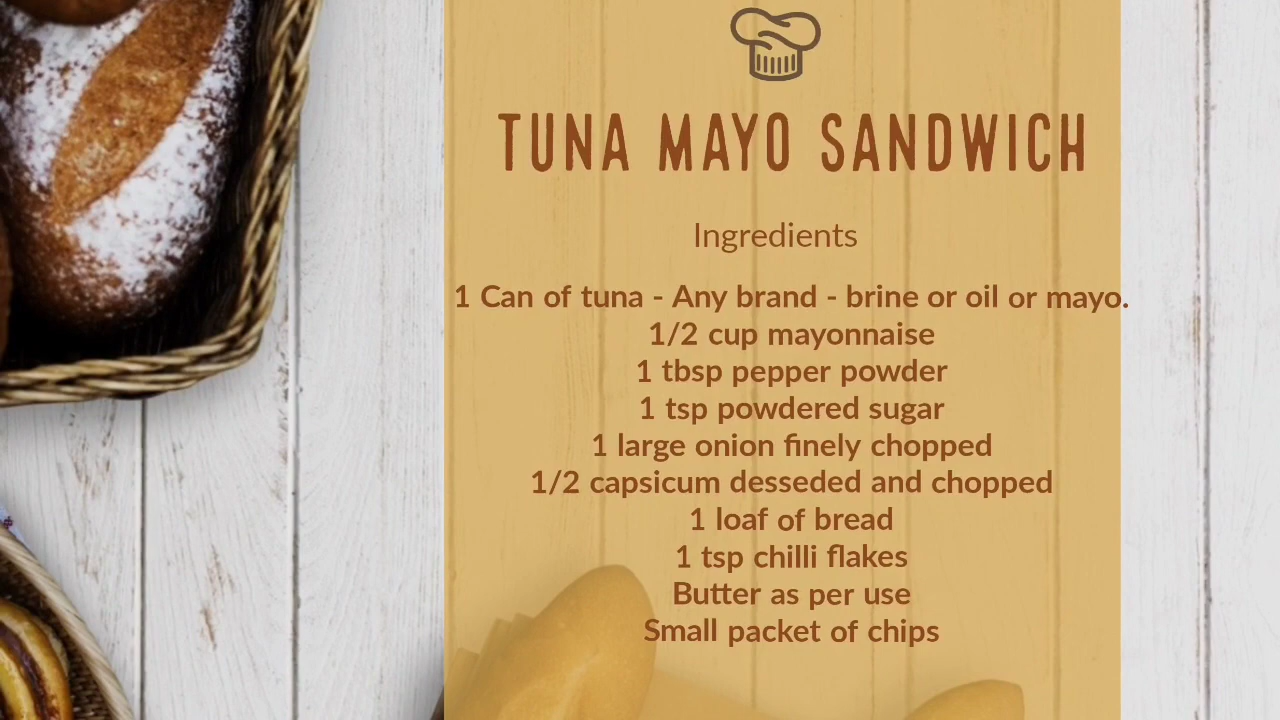 TUNA MAYO SANDWICH
Ingredients
1 Can of tuna - Any brand - brine or oil or mayo.
1/2 cup mayonnaise
1 tbsp pepper powder
1 tsp powdered sugar
1 large onion finely chopped
1/2 capsicum desseded and chopped
1 loaf of bread
1 tsp chilli flakes
Butter as per use
Small packet of chips